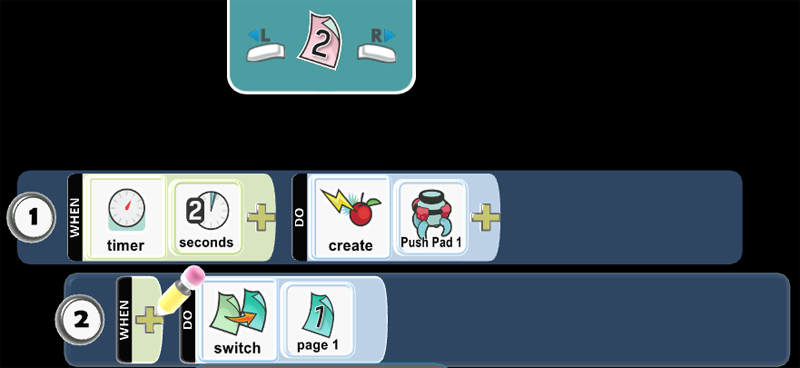 L 2 R
1 WHEN timer 2 seconds DO create Push Pad 1
2 WHEN DO switch 1 page 1